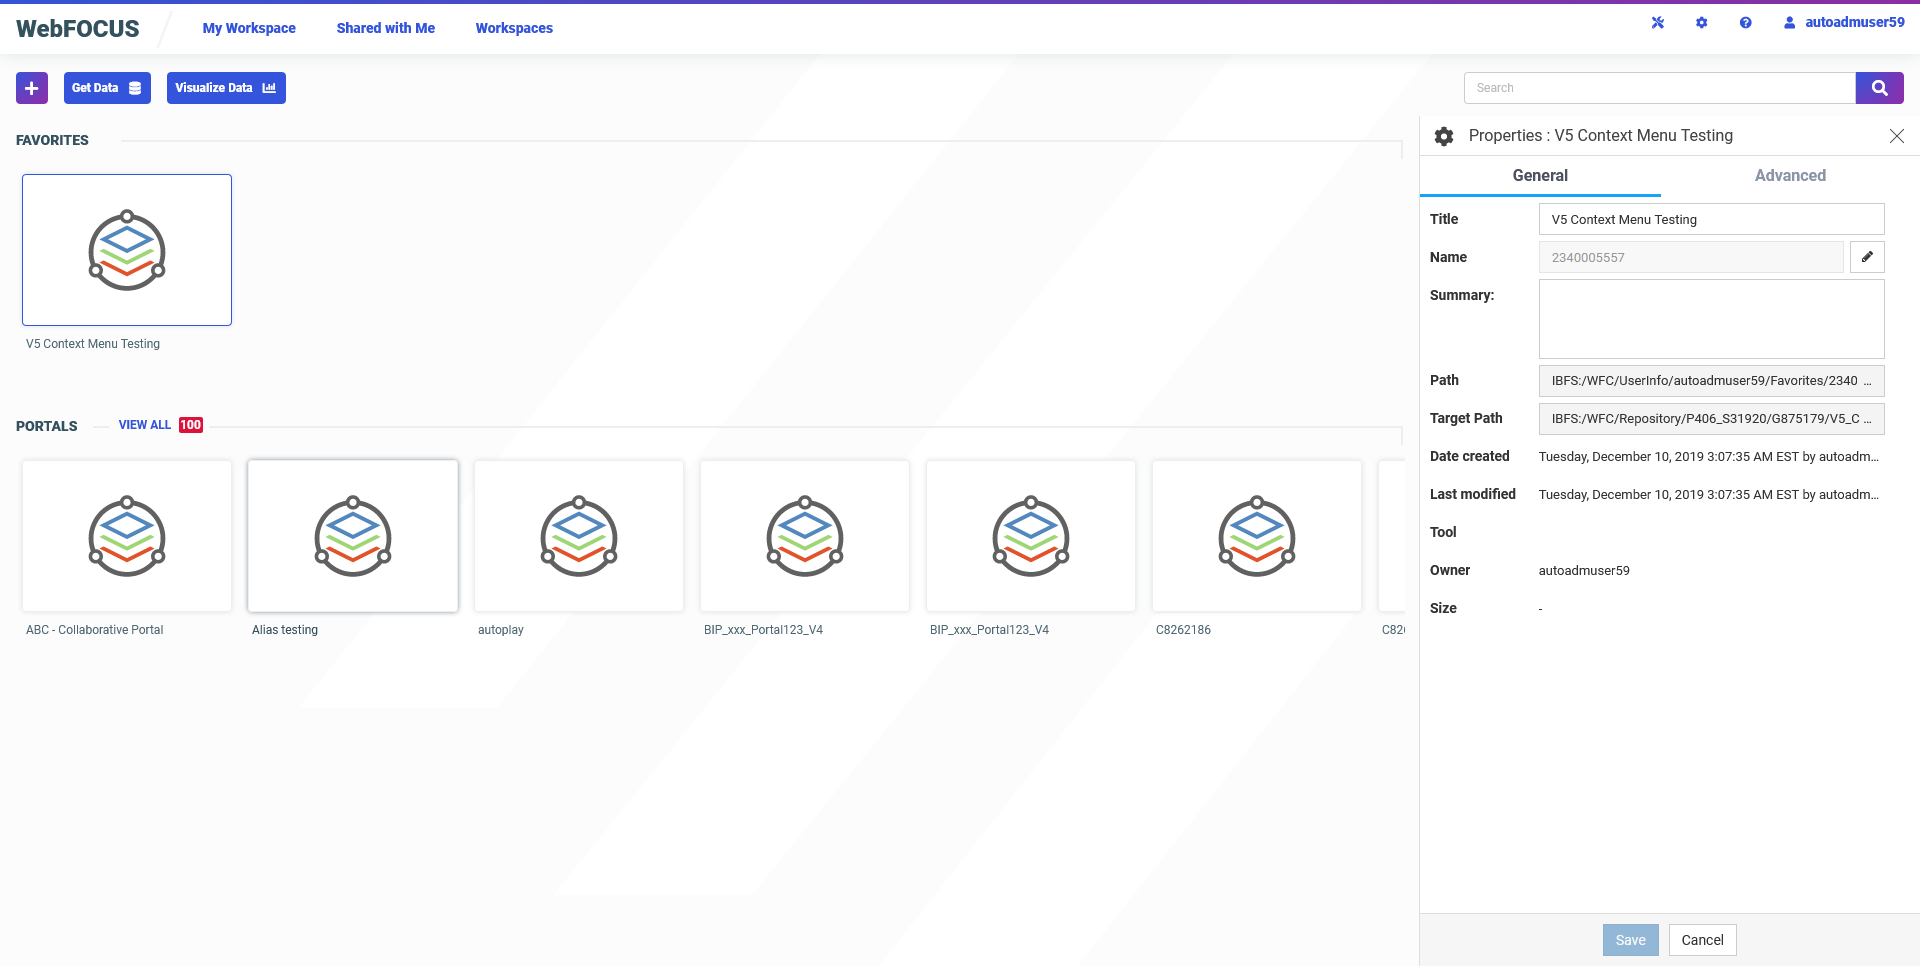 WebFOCUS
My Workspace
Shared with Me
Workspaces
autoadmuser59
Get Data
Visualize Data
Search
FAVORITES
V5 Context Menu Testing
PORTALS
VIEW ALL 100
ABC - Collaborative Portal
Alias testing
autoplay
BIP_xxx_Portal123_V4
BIP_xxx_Portal123_V4
C8262186
Properties : V5 Context Menu Testing
General
Advanced
Title
V5 Context Menu Testing
Name
2340005557
Summary:
Path
IBFS:/WFC/UserInfo/autoadmuser59/Favorites/2340 ...
Target Path
IBFS:/WFC/Repository/P406_S31920/G875179/V5_C ...
Date created
Tuesday, December 10, 2019 3:07:35 AM EST by autoadm...
Last modified
Tuesday, December 10, 2019 3:07:35 AM EST by autoadm...
Tool
Owner
autoadmuser59
Size
-
Save
Cancel